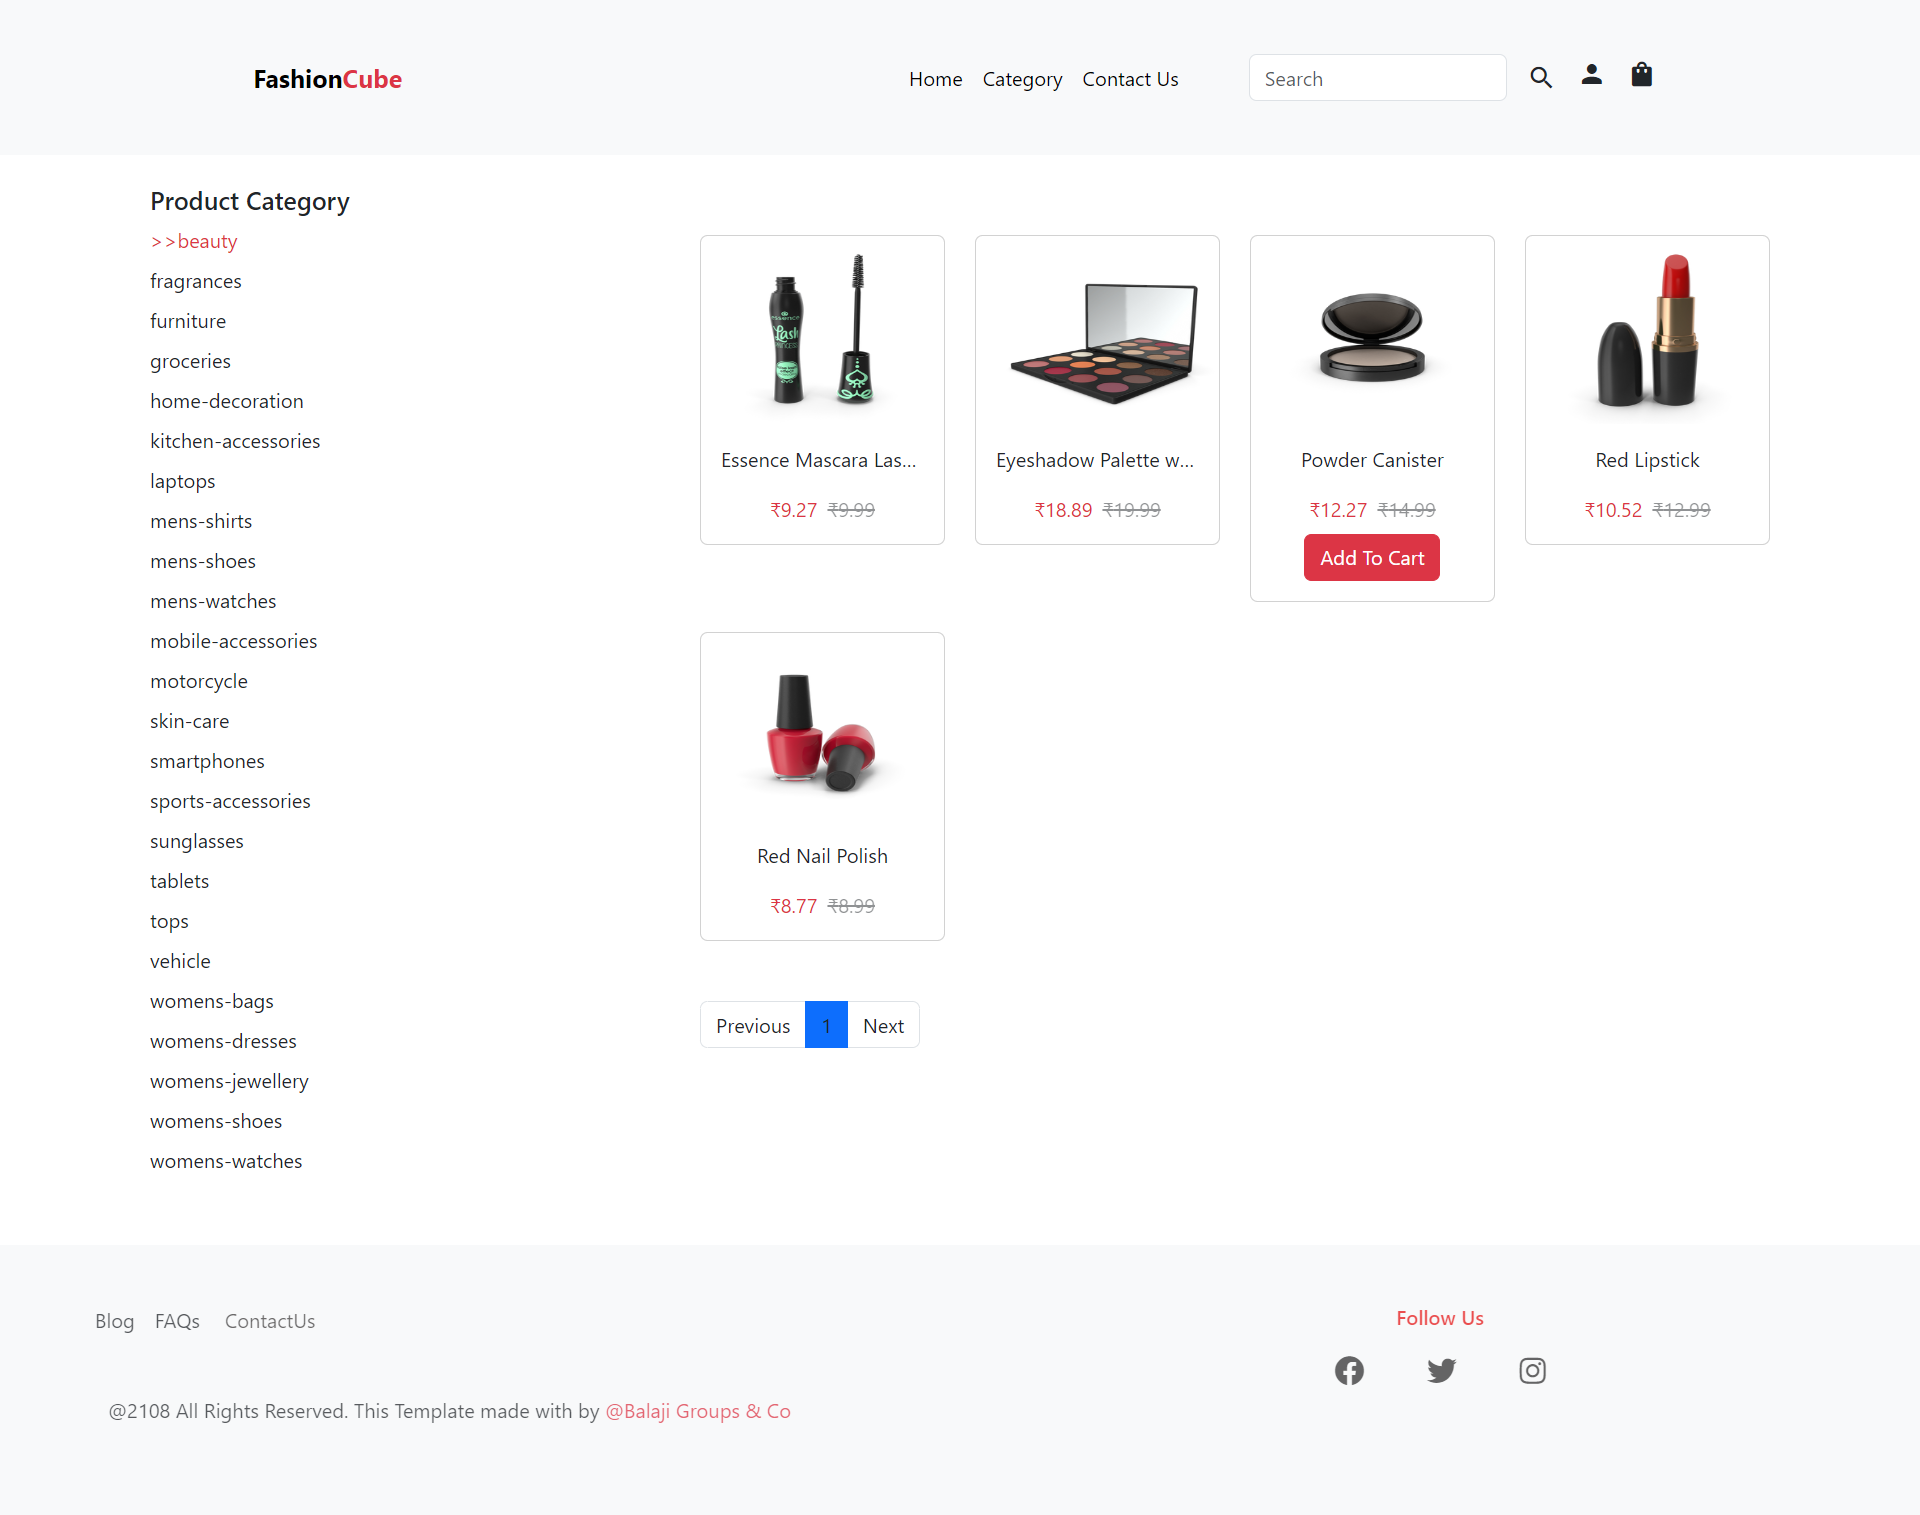 FashionCube
Home Category Contact Us
Search
Product Category
>>beauty
fragrances
furniture
groceries
home-decoration
kitchen-accessories
laptops
mens-shirts
mens-shoes
mens-watches
mobile-accessories
motorcycle
skin-care
smartphones
sports-accessories
sunglasses
tablets
tops
vehicle
womens-bags
womens-dresses
womens-jewellery
womens-shoes
womens-watches
essence
Lash
PRINCESS
Essence Mascara Las...
₹9.27 ₹9.99
Eyeshadow Palette w...
₹18.89 ₹19.99
Powder Canister
₹12.27 ₹14.99
Add To Cart
Red Lipstick
₹10.52 ₹12.99
Red Nail Polish
₹8.77 ₹8.99
Previous 1 Next
Blog FAQs ContactUs
Follow Us
@2108 All Rights Reserved. This Template made with by @Balaji Groups & Co